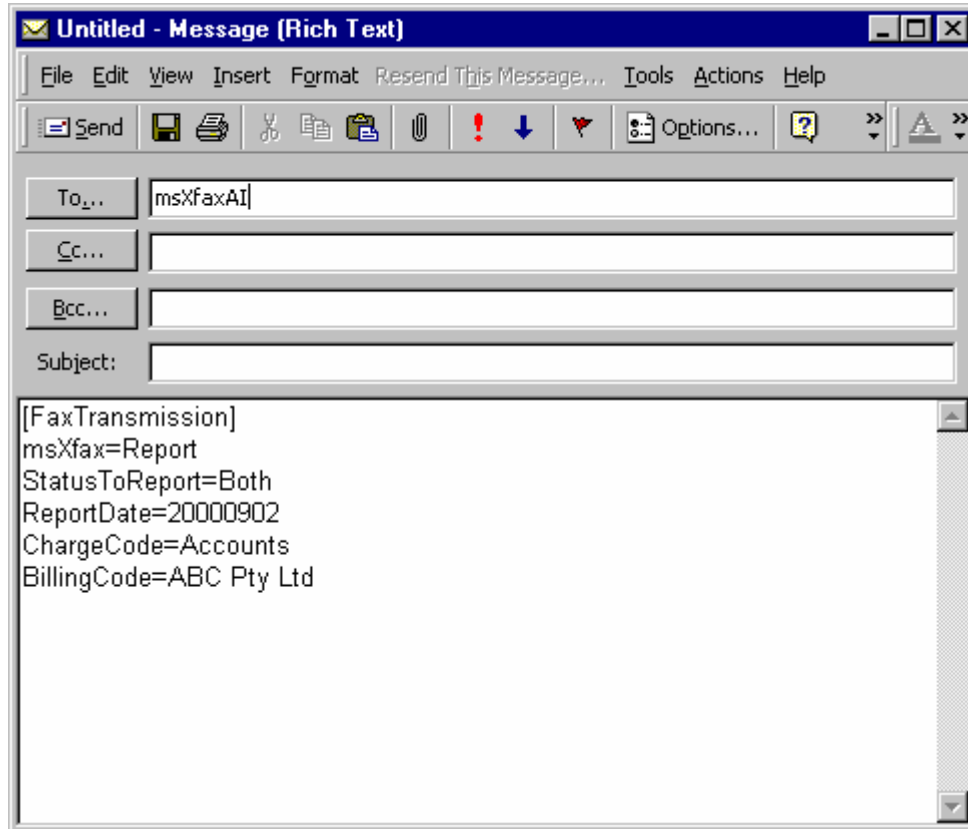 Untitled - Message (Rich Text)
File Edit View Insert Format Resend This Message... Tools Actions Help
Send Options...
To... msXfaxAI
Cc...
Bcc...
Subject:
[FaxTransmission]
msXfax=Report
StatusToReport=Both
ReportDate=20000902
ChargeCode=Accounts
BillingCode=ABC Pty Ltd